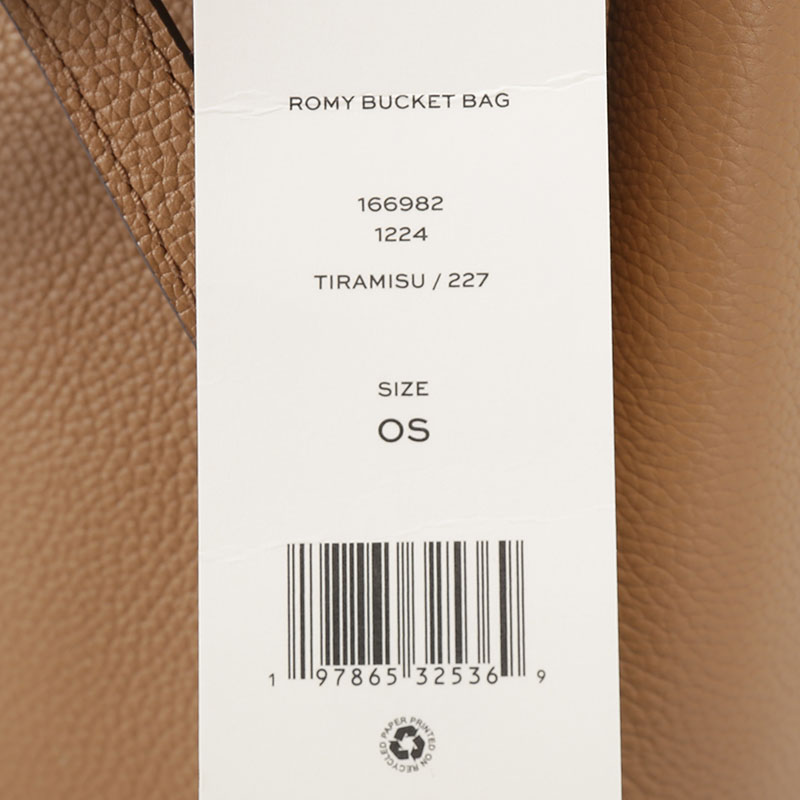 ROMY BUCKET BAG
166982
1224
TIRAMISU / 227
SIZE
OS
1 97865 32536 9
PAPER PRINTED ON RECYCLED